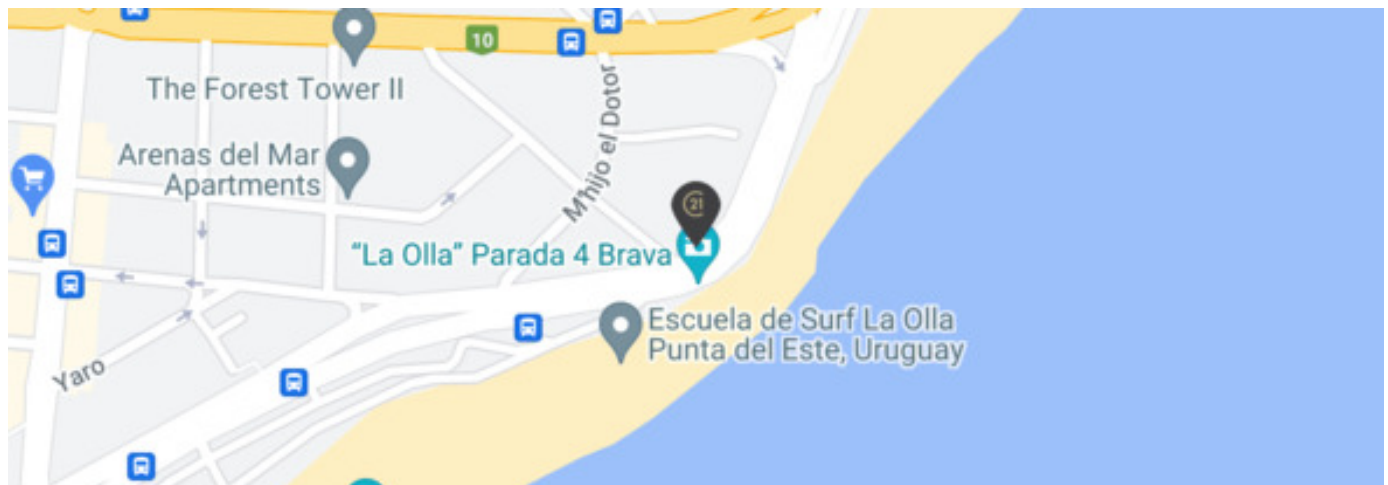 10
The Forest Tower II
M'hijo el Dotor
Arenas del Mar
Apartments
21
"La Olla" Parada 4 Brava
Escuela de Surf La Olla
Punta del Este, Uruguay
Yaro